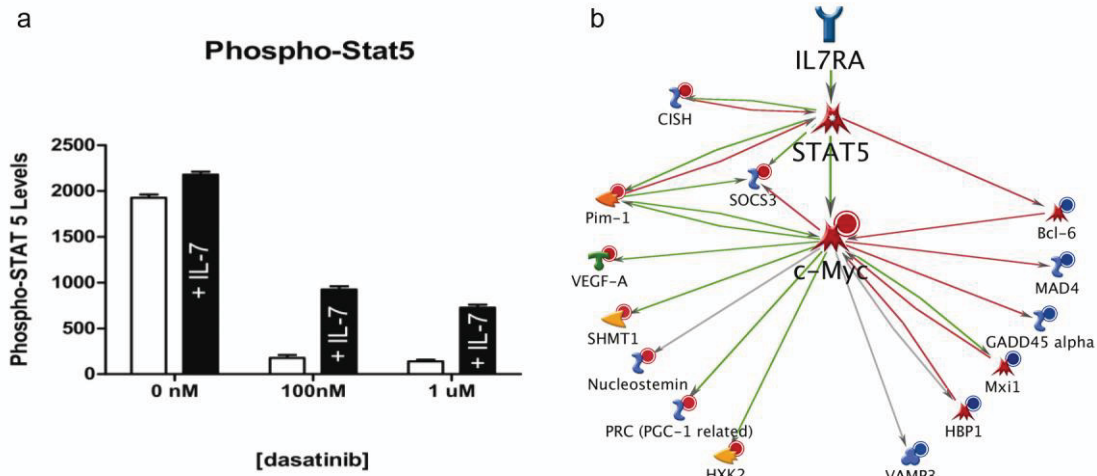 a
Phospho-Stat5
Phospho-STAT 5 Levels
2500
2000
1500
1000
500
0
+ IL-7
+ IL-7
+ IL-7
0 nM
100nM
1 uM
[dasatinib]
b
IL7RA
CISH
STAT5
SOCS3
Pim-1
Bcl-6
c-Myc
VEGF-A
MAD4
SHMT1
GADD45 alpha
Nucleostemin
Mxi1
PRC (PGC-1 related)
HBP1
HXK2
VAMP3